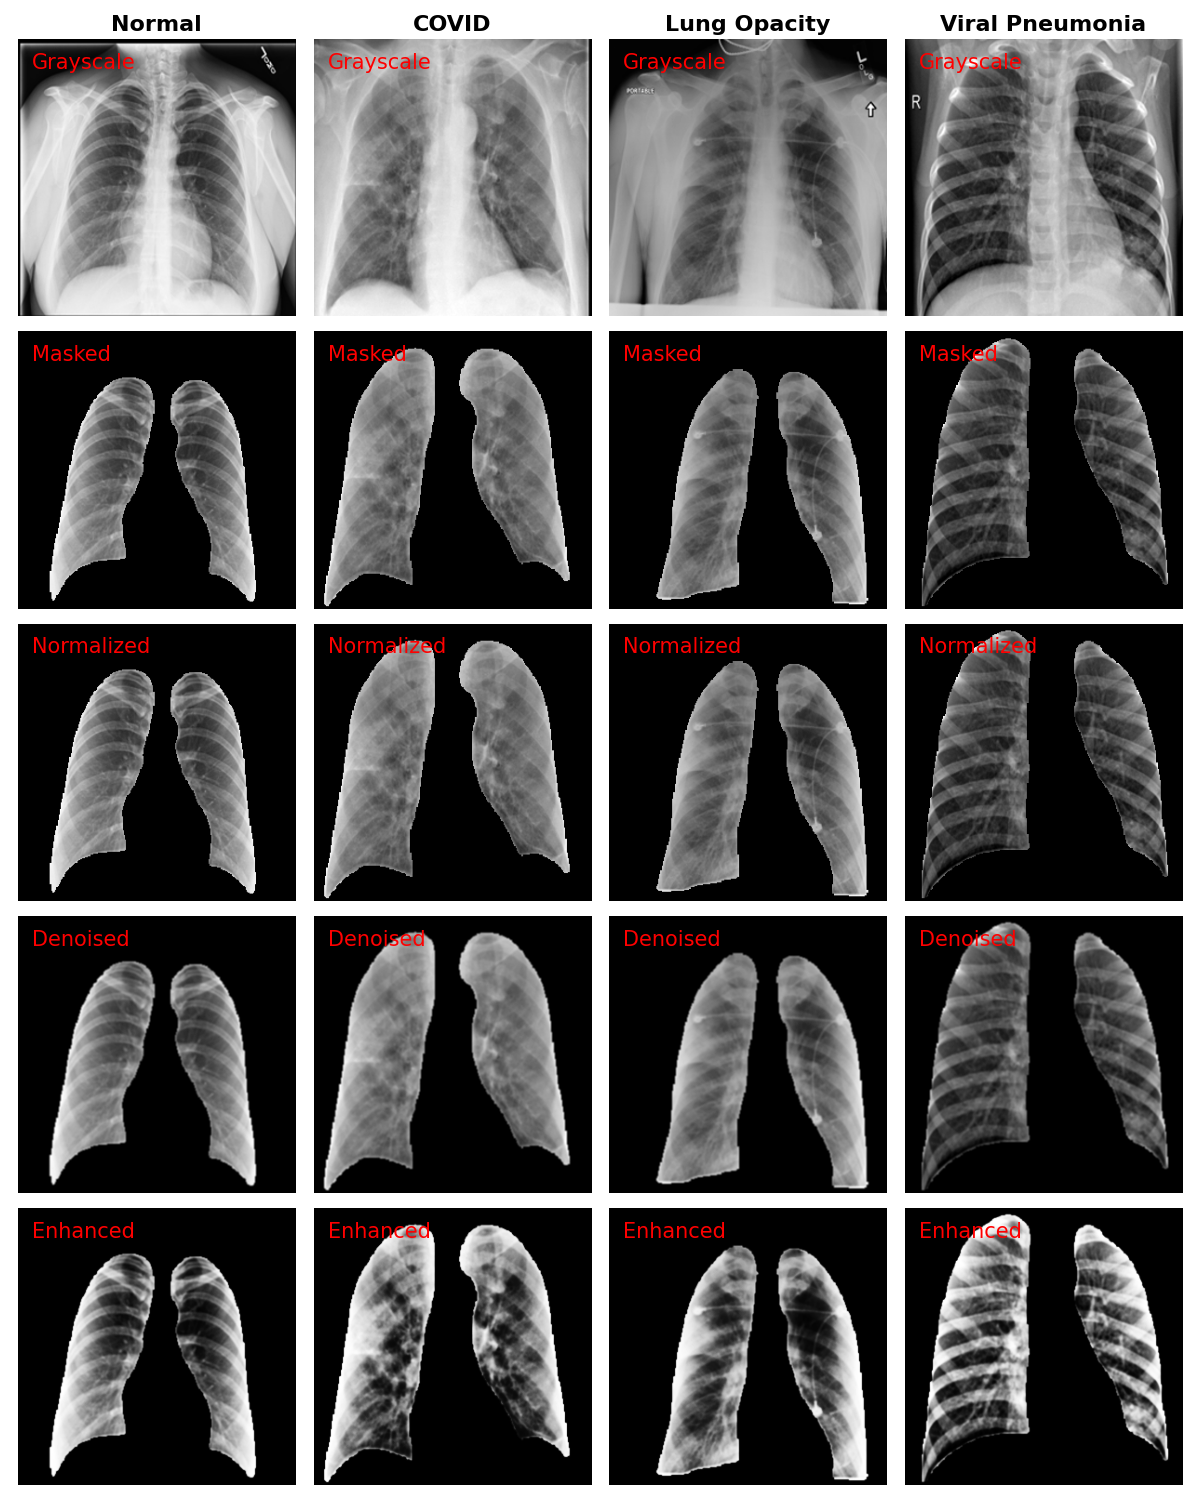 Normal COVID Lung Opacity Viral Pneumonia
Grayscale Grayscale Grayscale Grayscale
PORTABLE
R
Masked Masked Masked Masked
Normalized Normalized Normalized Normalized
Denoised Denoised Denoised Denoised
Enhanced Enhanced Enhanced Enhanced